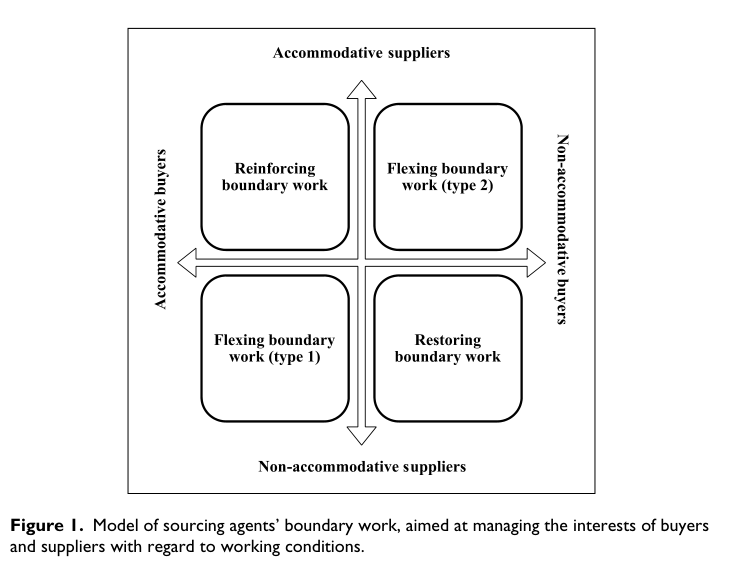 Accommodative suppliers
Accommodative buyers
Non-accommodative buyers
Reinforcing
boundary work
Flexing boundary
work (type 2)
Flexing boundary
work (type 1)
Restoring
boundary work
Non-accommodative suppliers
Figure 1. Model of sourcing agents’ boundary work, aimed at managing the interests of buyers
and suppliers with regard to working conditions.